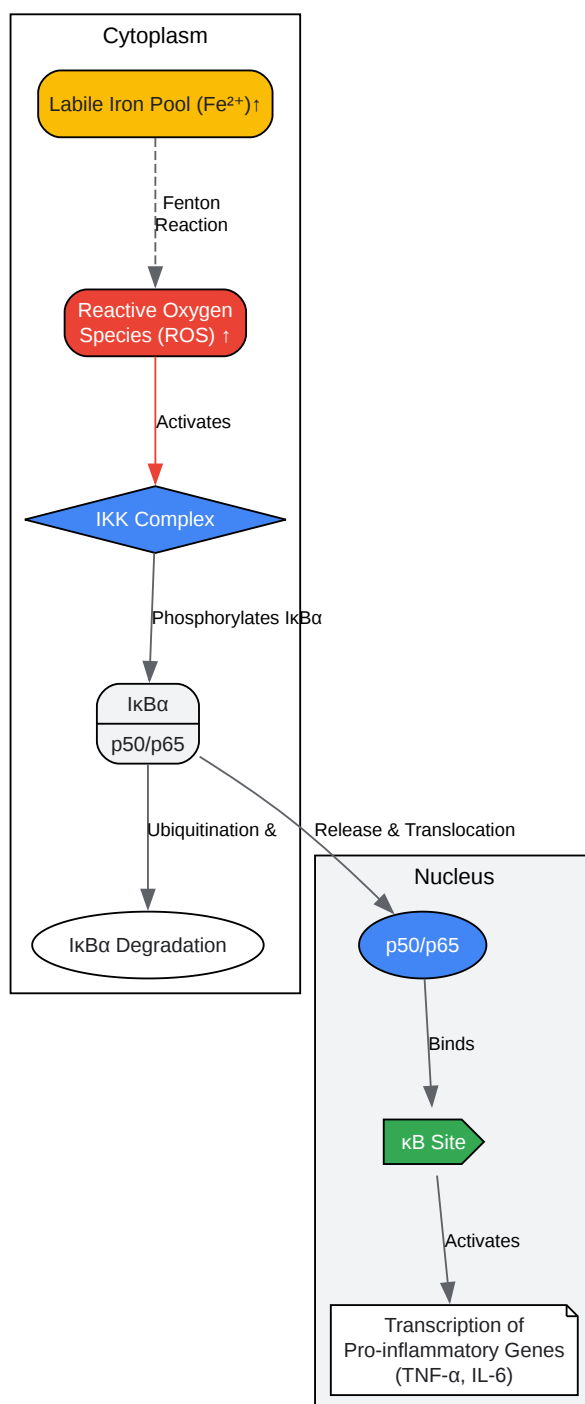 Cytoplasm
Labile Iron Pool (Fe²⁺)↑
Fenton
Reaction
Reactive Oxygen
Species (ROS) ↑
Activates
IKK Complex
Phosphorylates IκBα
IκBα
p50/p65
Ubiquitination &
Release & Translocation
Nucleus
IκBα Degradation
p50/p65
Binds
κB Site
Activates
Transcription of
Pro-inflammatory Genes
(TNF-α, IL-6)